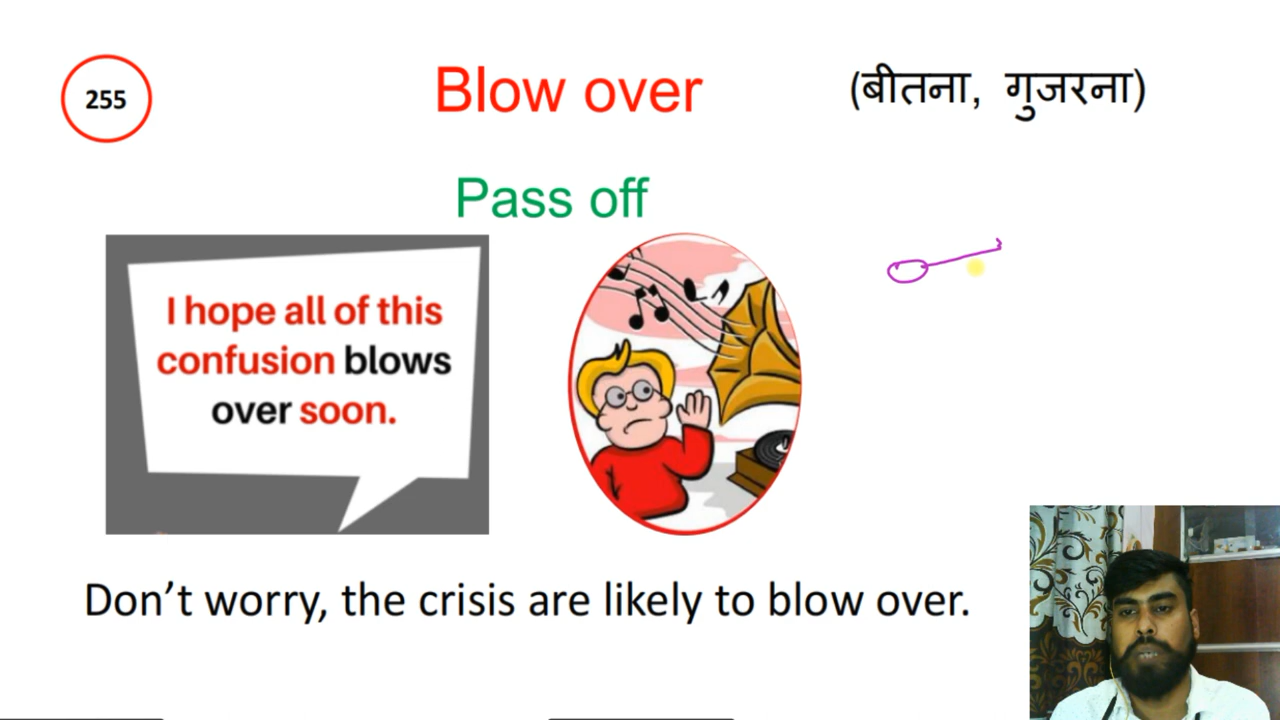 255
Blow over
(बीतना, गुजरना)
Pass off
I hope all of this
confusion blows
over soon.
Don’t worry, the crisis are likely to blow over.